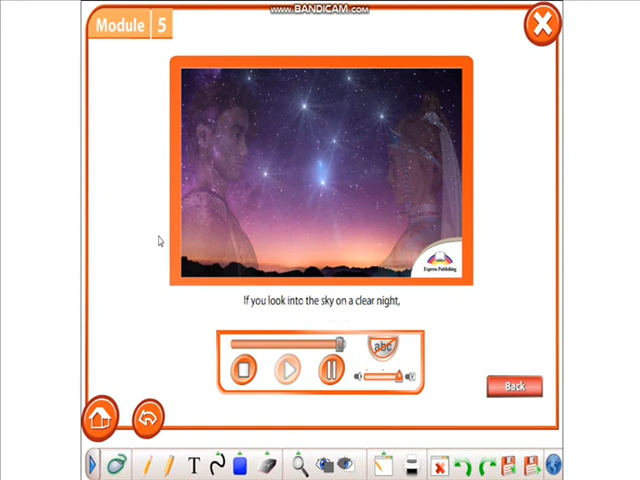 www.BANDICAM.com
Module 5
Express Publishing
If you look into the sky on a clear night,
abc
Back
T